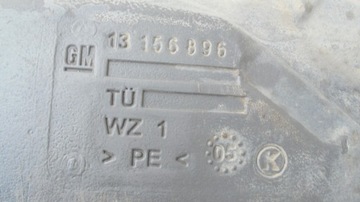 GM 13 156 896
TÜ
WZ 1
> PE < 05 K